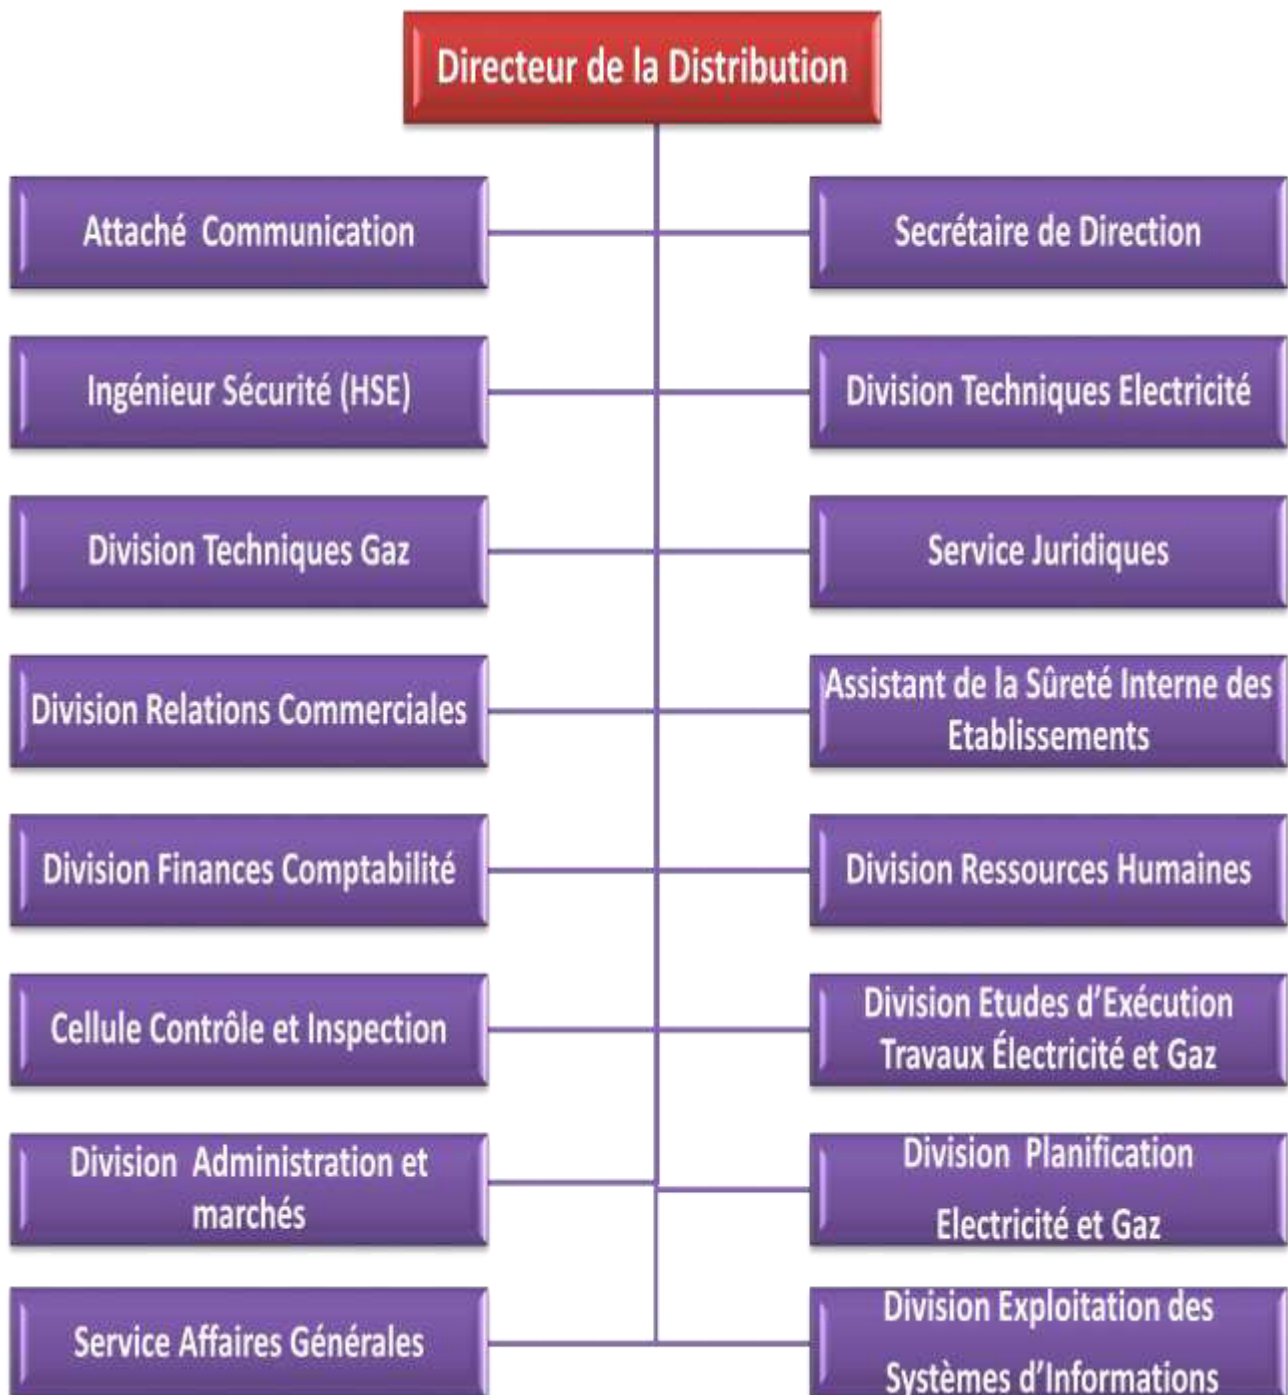 Directeur de la Distribution
Attaché Communication
Secrétaire de Direction
Ingénieur Sécurité (HSE)
Division Techniques Electricité
Division Techniques Gaz
Service Juridiques
Division Relations Commerciales
Assistant de la Sûreté Interne des
Etablissements
Division Finances Comptabilité
Division Ressources Humaines
Cellule Contrôle et Inspection
Division Etudes d’Exécution
Travaux Électricité et Gaz
Division Administration et
marchés
Division Planification
Electricité et Gaz
Service Affaires Générales
Division Exploitation des
Systèmes d’Informations